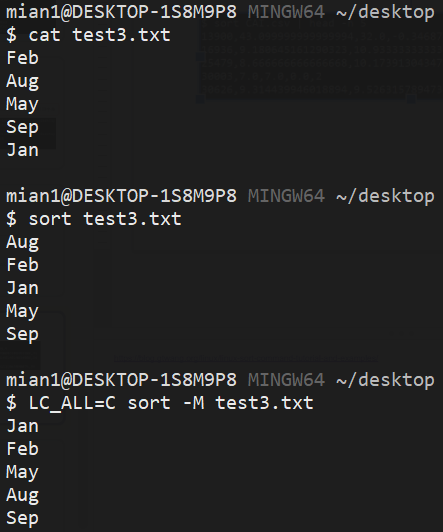 mian1@DESKTOP-1S8M9P8 MINGW64 ~/desktop
$ cat test3.txt
Feb
Aug
May
Sep
Jan
mian1@DESKTOP-1S8M9P8 MINGW64 ~/desktop
$ sort test3.txt
Aug
Feb
Jan
May
Sep
mian1@DESKTOP-1S8M9P8 MINGW64 ~/desktop
$ LC_ALL=C sort -M test3.txt
Jan
Feb
May
Aug
Sep